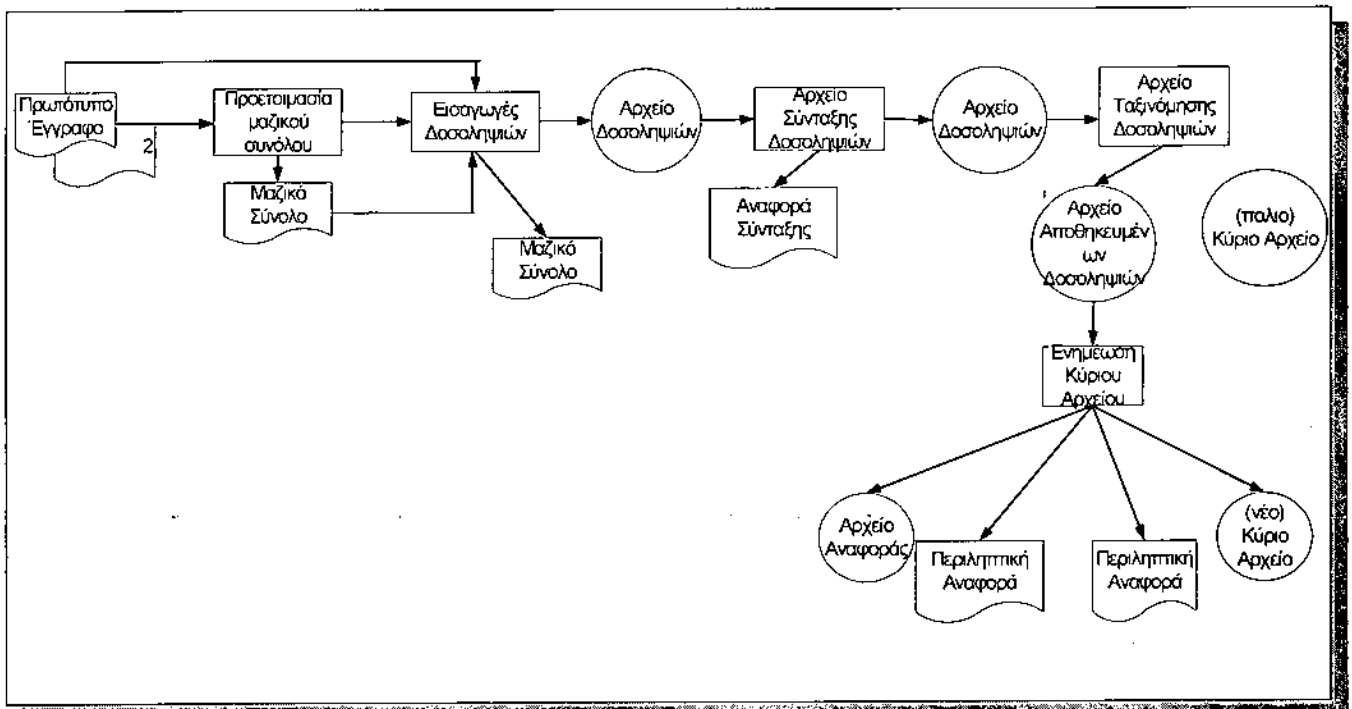 Πρωτότυπο
Έγγραφο
2
Προετοιμασία
μαζικού
συνόλου
Μαζικό
Σύνολο
Εισαγωγές
Δοσοληψιών
Μαζικό
Σύνολο
Αρχείο
Δοσοληψιών
Αρχείο
Σύνταξης
Δοσοληψιών
Αναφορά
Σύνταξης
Αρχείο
Δοσοληψιών
Αρχείο
Ταξινόμησης
Δοσοληψιών
Αρχείο
Αποθηκευμέν
ων
Δοσοληψιών
(παλιο)
Κύριο Αρχείο
Ενημέωση
Κύριου
Αρχείου
Αρχείο
Αναφοράς
Περιληπτική
Αναφορά
Περιληπτική
Αναφορά
(νέο)
Κύριο
Αρχείο